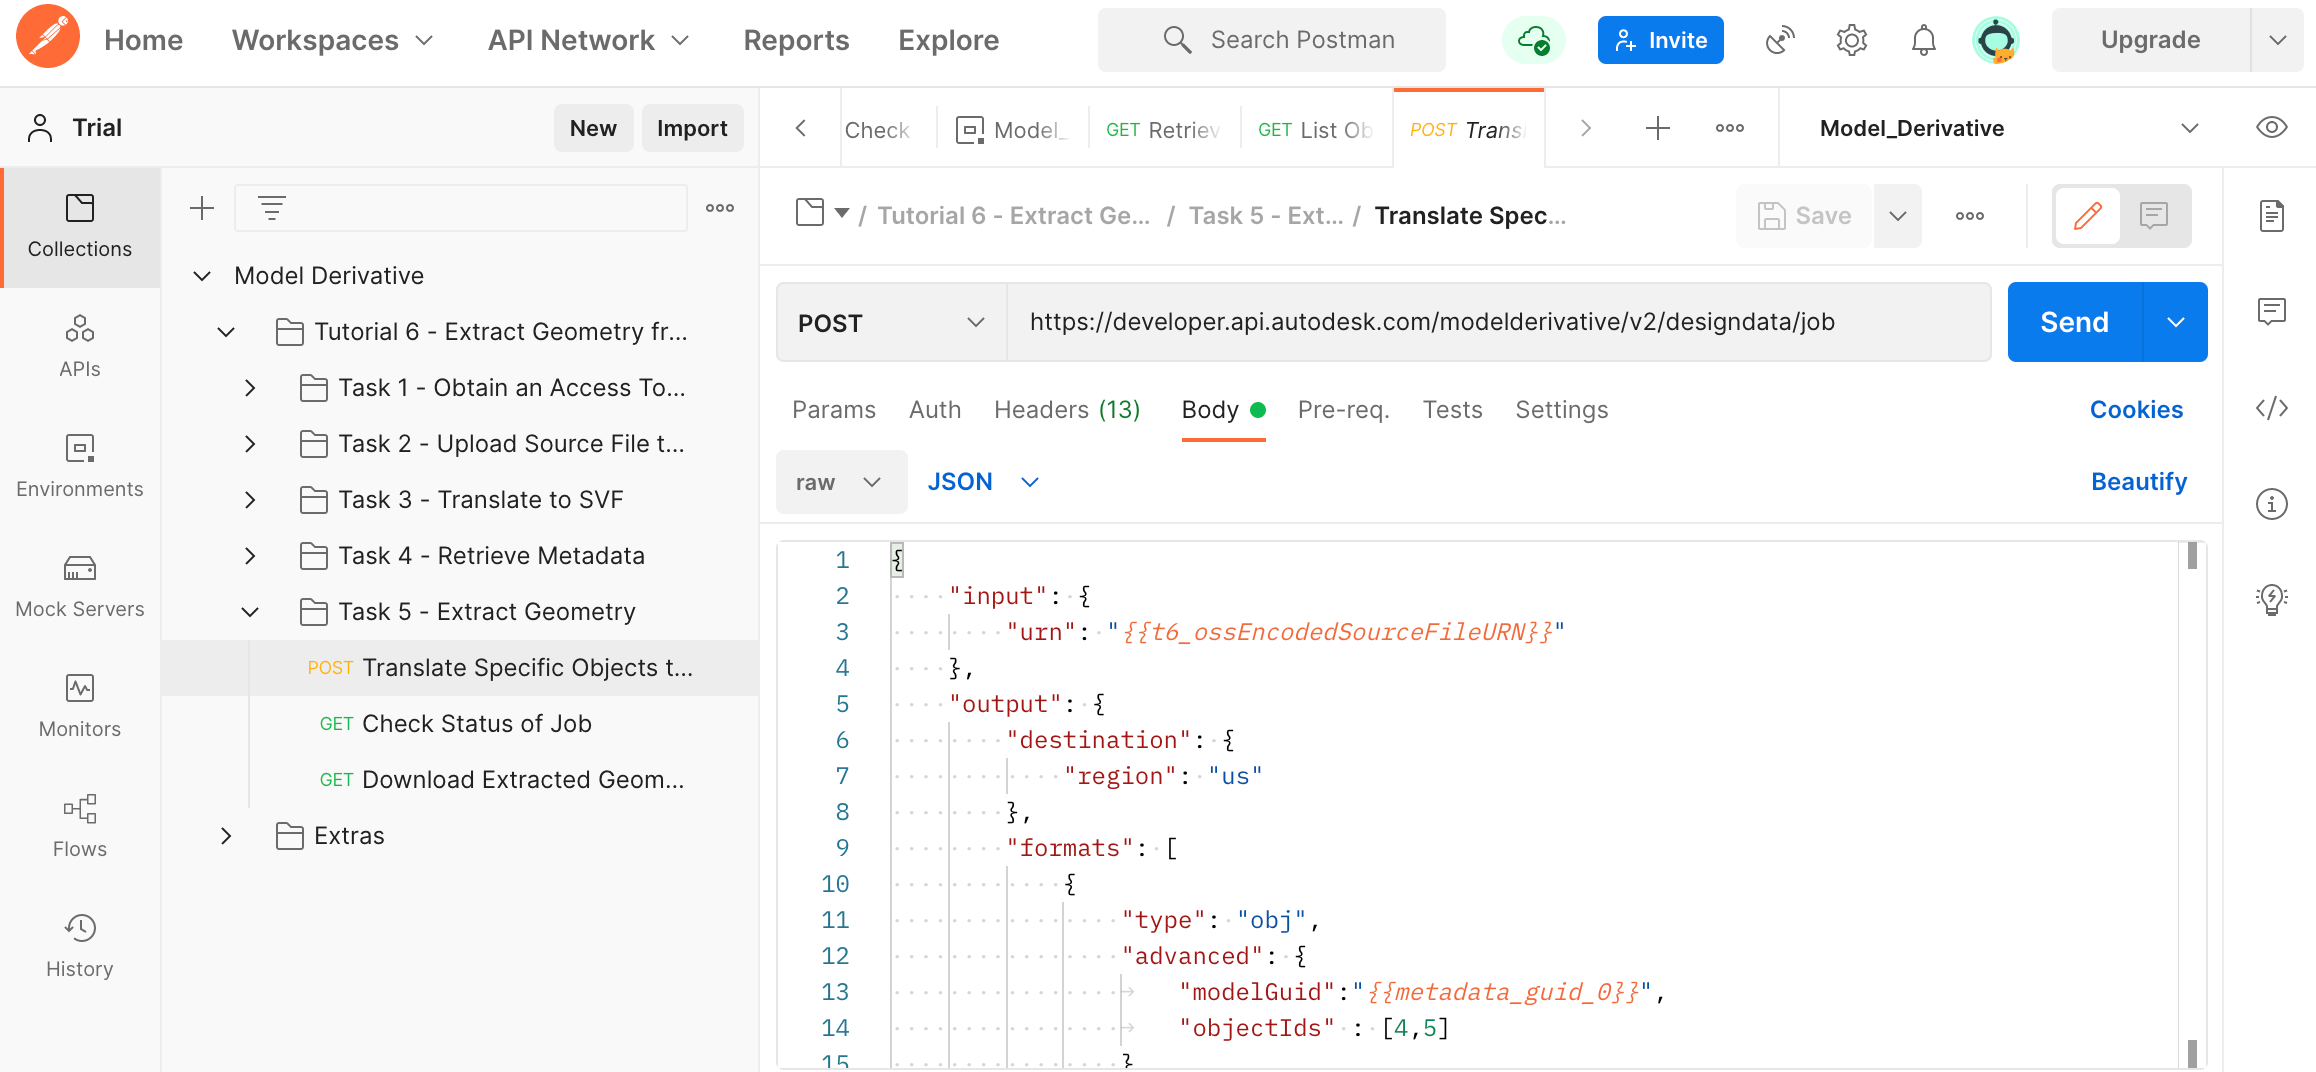 Home
Workspaces
API Network
Reports
Explore
Search Postman
Invite
Upgrade
Trial
New
Import
Check
Model_
GET Retriev
GET List Ob
POST Trans
Model_Derivative
Collections
APIs
Environments
Mock Servers
Monitors
Flows
History
Model Derivative
Tutorial 6 - Extract Geometry fr...
Task 1 - Obtain an Access To...
Task 2 - Upload Source File t...
Task 3 - Translate to SVF
Task 4 - Retrieve Metadata
Task 5 - Extract Geometry
POST Translate Specific Objects t...
GET Check Status of Job
GET Download Extracted Geom...
Extras
/ Tutorial 6 - Extract Ge... / Task 5 - Ext... / Translate Spec...
Save
POST
https://developer.api.autodesk.com/modelderivative/v2/designdata/job
Send
Params
Auth
Headers (13)
Body
Pre-req.
Tests
Settings
Cookies
raw
JSON
Beautify
1 {
2 "input": {
3 "urn": "{{t6_ossEncodedSourceFileURN}}"
4 },
5 "output": {
6 "destination": {
7 "region": "us"
8 },
9 "formats": [
10 {
11 "type": "obj",
12 "advanced": {
13 "modelGuid":"{{metadata_guid_0}}",
14 "objectIds" : [4,5]
15 }